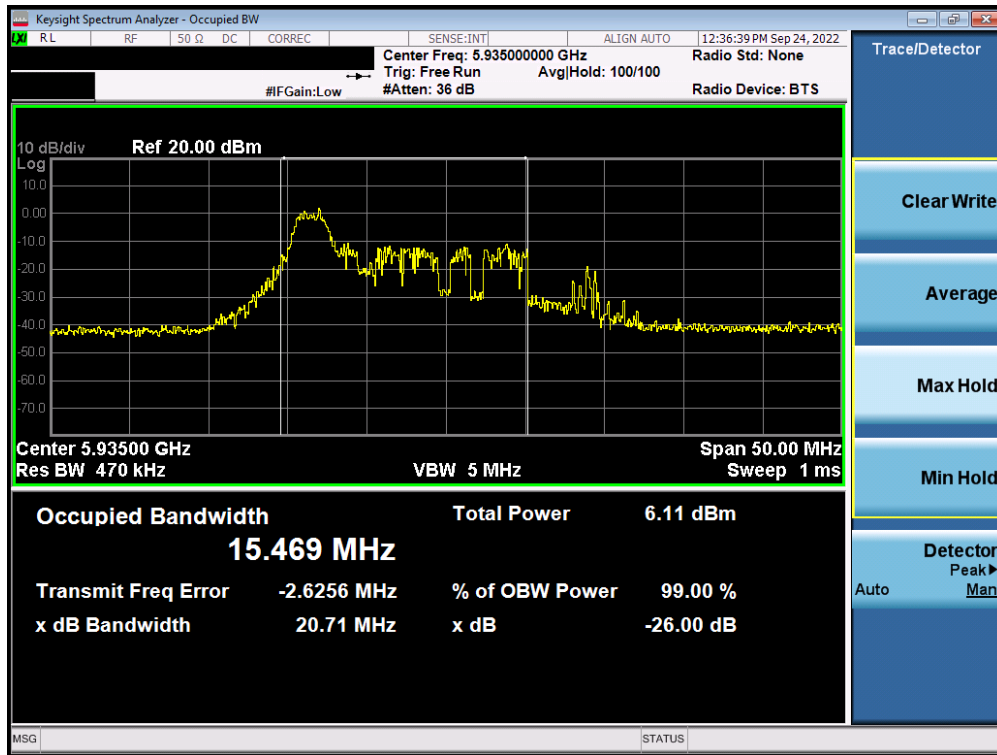 Keysight Spectrum Analyzer - Occupied BW
LXI RL RF 50 Ω DC CORREC SENSE:INT ALIGN AUTO 12:36:39 PM Sep 24, 2022
Center Freq: 5.935000000 GHz Radio Std: None
Trig: Free Run Avg|Hold: 100/100
#IFGain:Low #Atten: 36 dB Radio Device: BTS
10 dB/div Ref 20.00 dBm
Log
10.0
0.00
-10.0
-20.0
-30.0
-40.0
-50.0
-60.0
-70.0
Center 5.93500 GHz Span 50.00 MHz
Res BW 470 kHz VBW 5 MHz Sweep 1 ms
Occupied Bandwidth Total Power 6.11 dBm
15.469 MHz
Transmit Freq Error -2.6256 MHz % of OBW Power 99.00 %
x dB Bandwidth 20.71 MHz x dB -26.00 dB
Trace/Detector
Clear Write
Average
Max Hold
Min Hold
Detector
Peak▶
Auto Man
MSG STATUS